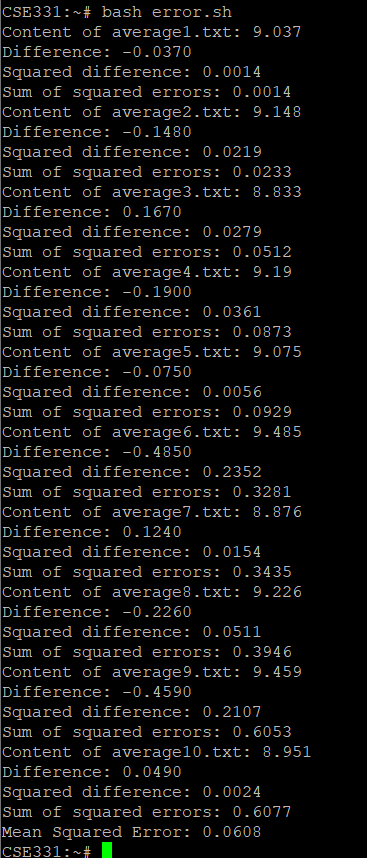 CSE331:~# bash error.sh
Content of average1.txt: 9.037
Difference: -0.0370
Squared difference: 0.0014
Sum of squared errors: 0.0014
Content of average2.txt: 9.148
Difference: -0.1480
Squared difference: 0.0219
Sum of squared errors: 0.0233
Content of average3.txt: 8.833
Difference: 0.1670
Squared difference: 0.0279
Sum of squared errors: 0.0512
Content of average4.txt: 9.19
Difference: -0.1900
Squared difference: 0.0361
Sum of squared errors: 0.0873
Content of average5.txt: 9.075
Difference: -0.0750
Squared difference: 0.0056
Sum of squared errors: 0.0929
Content of average6.txt: 9.485
Difference: -0.4850
Squared difference: 0.2352
Sum of squared errors: 0.3281
Content of average7.txt: 8.876
Difference: 0.1240
Squared difference: 0.0154
Sum of squared errors: 0.3435
Content of average8.txt: 9.226
Difference: -0.2260
Squared difference: 0.0511
Sum of squared errors: 0.3946
Content of average9.txt: 9.459
Difference: -0.4590
Squared difference: 0.2107
Sum of squared errors: 0.6053
Content of average10.txt: 8.951
Difference: 0.0490
Squared difference: 0.0024
Sum of squared errors: 0.6077
Mean Squared Error: 0.0608
CSE331:~#